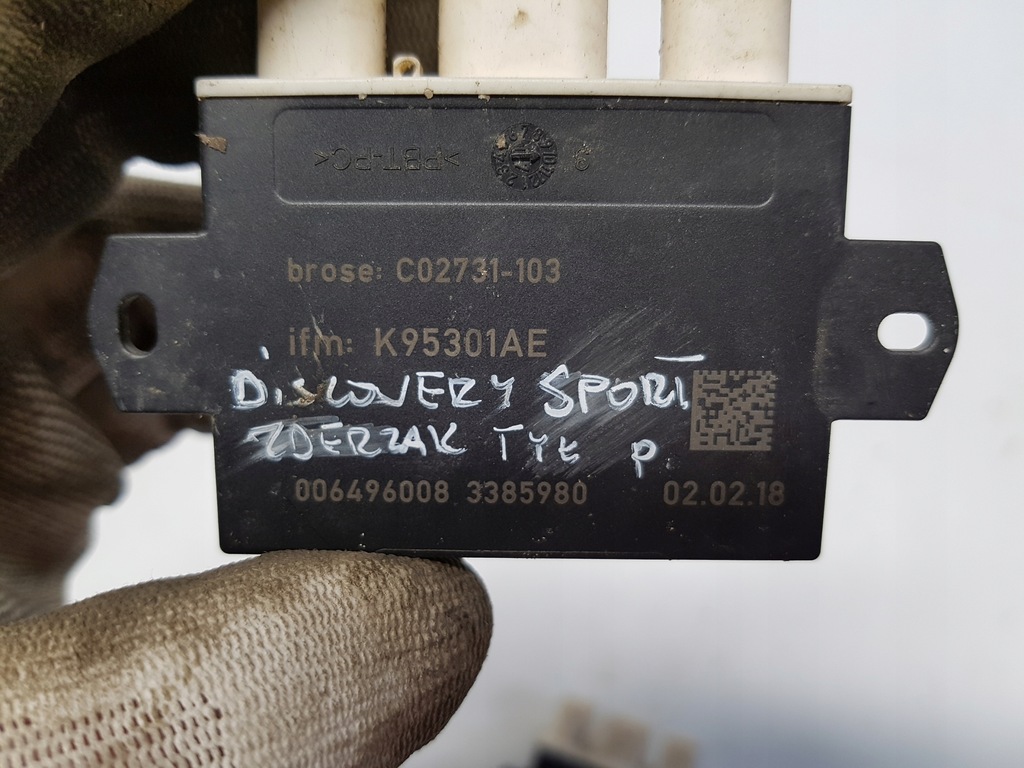 >PBT-PC<
brose: C02731-103
ifm: K95301AE
DiSCOVERY SPORT
ZDERZAK TYŁ P.
006496008 3385980 02.02.18